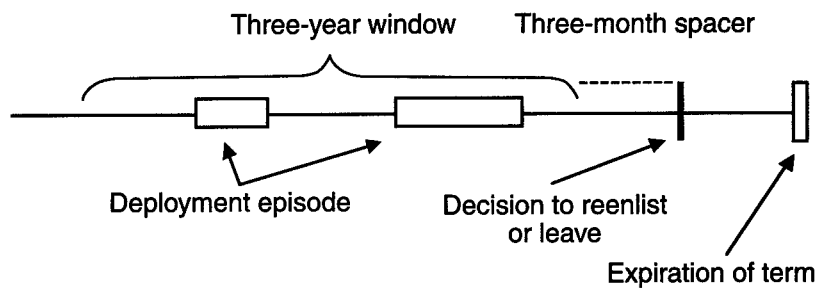 Three-year window
Three-month spacer
Deployment episode
Decision to reenlist
or leave
Expiration of term